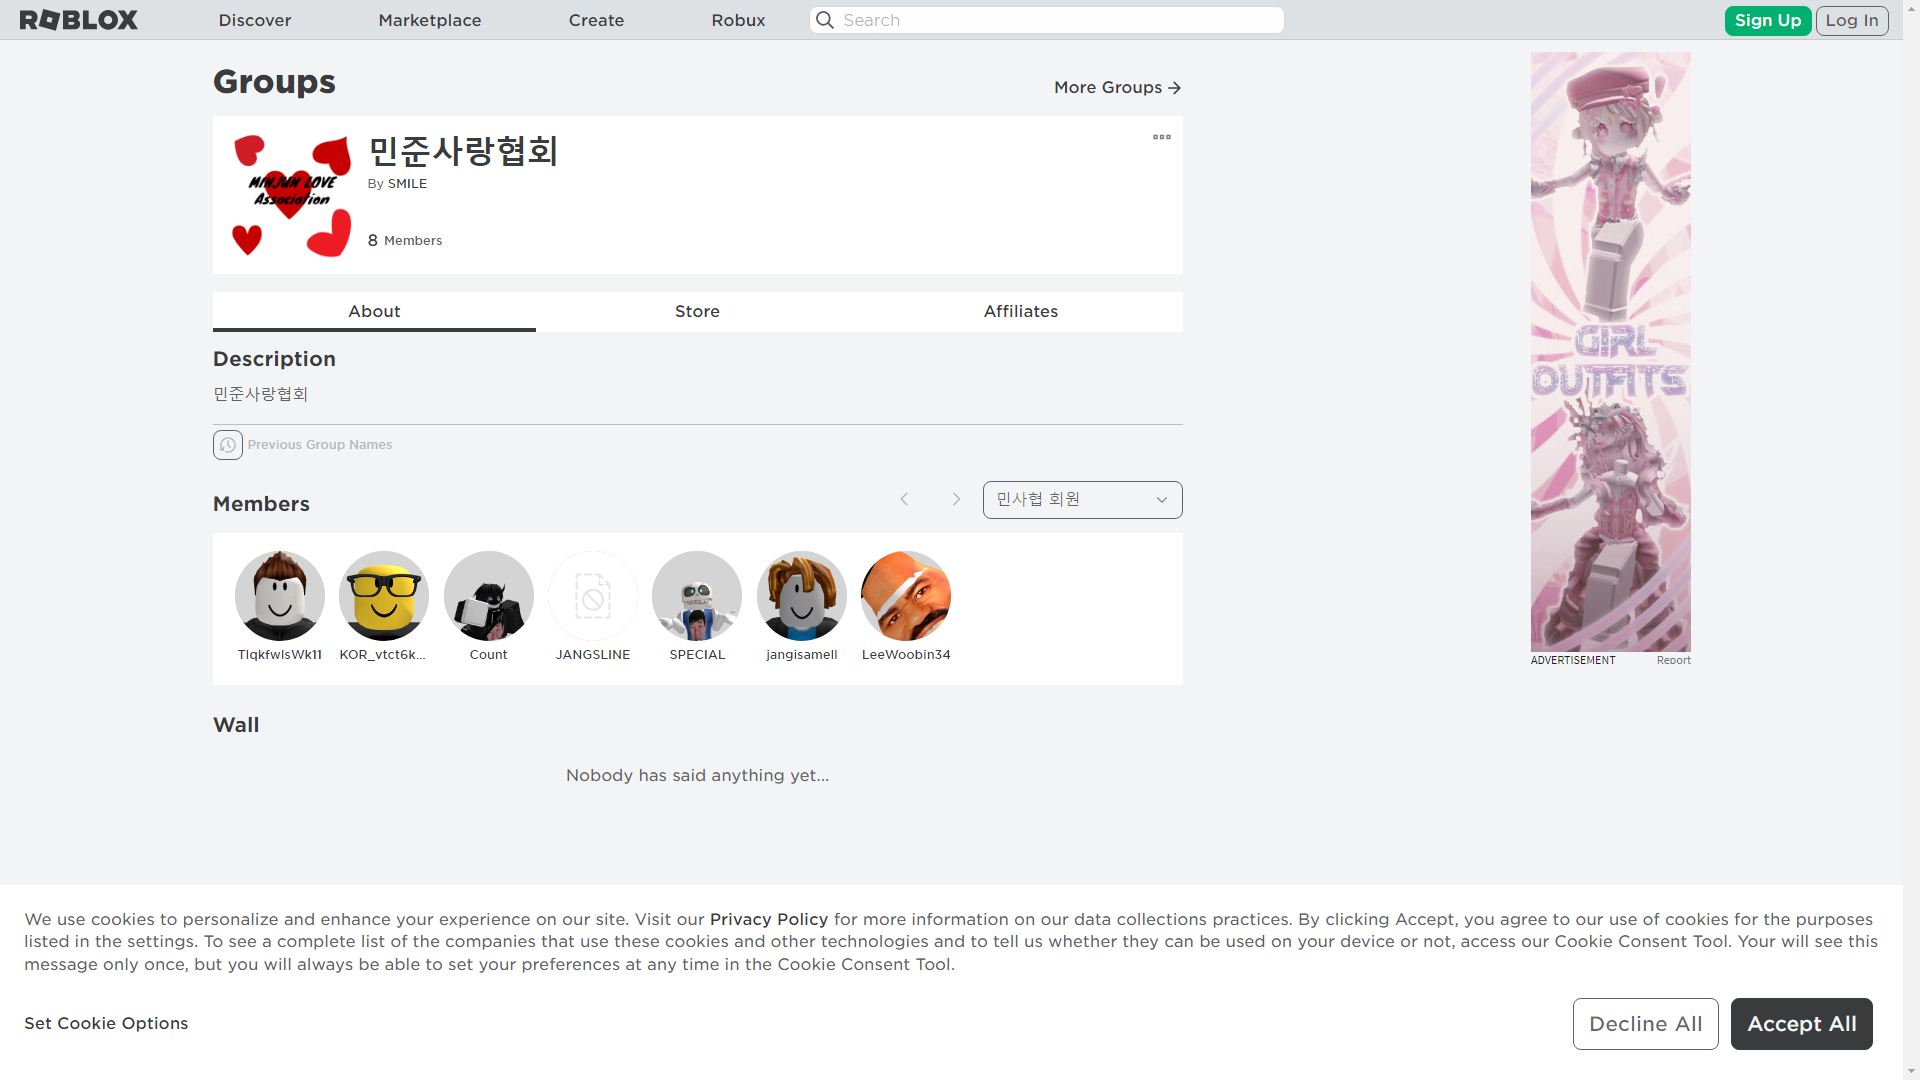 ROBLOX Discover Marketplace Create Robux Search Sign Up Log In
Groups
More Groups
MINJUN LOVE
Association
민준사랑협회
By SMILE
8 Members
About Store Affiliates
Description
민준사랑협회
Previous Group Names
Members
민사협 회원
TlqkfwlsWk11 KOR_vtct6k... Count JANGSLINE SPECIAL jangisamell LeeWoobin34
Wall
Nobody has said anything yet...
GIRL
OUTFITS
ADVERTISEMENT Report
We use cookies to personalize and enhance your experience on our site. Visit our Privacy Policy for more information on our data collections practices. By clicking Accept, you agree to our use of cookies for the purposes
listed in the settings. To see a complete list of the companies that use these cookies and other technologies and to tell us whether they can be used on your device or not, access our Cookie Consent Tool. Your will see this
message only once, but you will always be able to set your preferences at any time in the Cookie Consent Tool.
Set Cookie Options
Decline All
Accept All